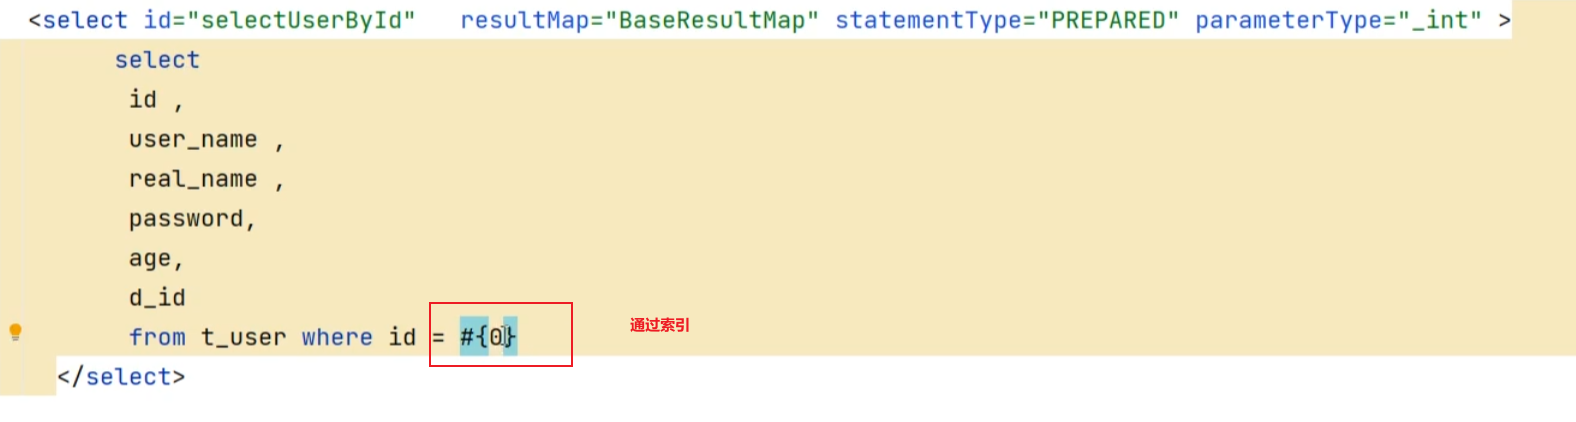 <select id="selectUserById"   resultMap="BaseResultMap" statementType="PREPARED" parameterType="_int" >
select
id ,
user_name ,
real_name ,
password,
age,
d_id
from t_user where id = #{0}
通过索引
</select>